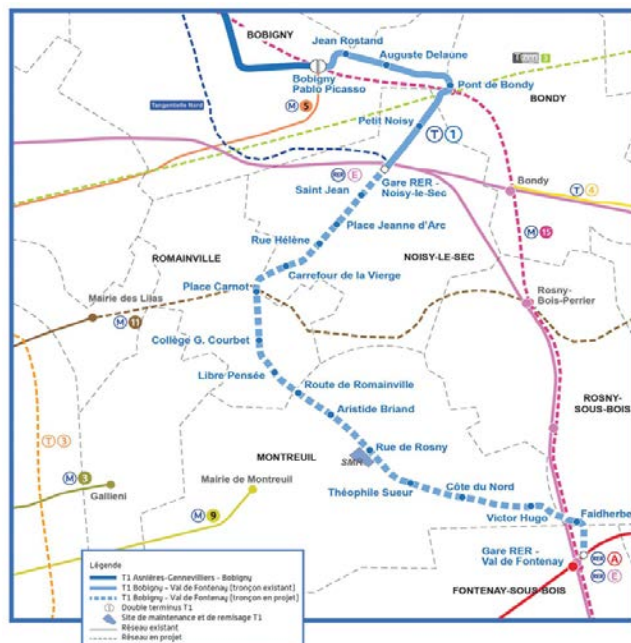 BOBIGNY
Jean Rostand
Auguste Delaune
Bobigny
Pablo Picasso
Pont de Bondy
BONDY
Tangentielle Nord
M 5
Petit Noisy
T 1
RER E
Gare RER -
Noisy-le-Sec
Bondy
T 4
Saint Jean
Place Jeanne d'Arc
M 15
Rue Hélène
ROMAINVILLE
NOISY-LE-SEC
Carrefour de la Vierge
Place Carnot
Mairie des Lilas
Rosny-
Bois-Perrier
M 11
Collège G. Courbet
Libre Pensée
Route de Romainville
ROSNY-
SOUS-BOIS
Aristide Briand
T 3
MONTREUIL
Rue de Rosny
SMR
M 3
Mairie de Montreuil
Gallieni
Théophile Sueur
Côte du Nord
M 9
Victor Hugo
Faidherbe
Gare RER -
Val de Fontenay
RER A
RER E
FONTENAY-SOUS-BOIS
Légende
T1 Asnières-Gennevilliers - Bobigny
T1 Bobigny - Val de Fontenay (tronçon existant)
T1 Bobigny - Val de Fontenay (tronçon en projet)
Double terminus T1
Site de maintenance et de remisage T1
Réseau existant
Réseau en projet